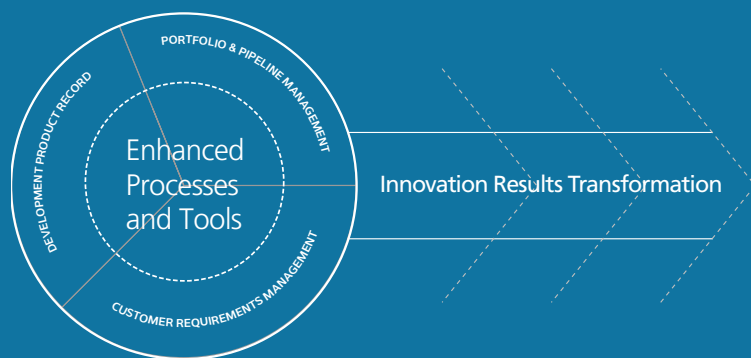 PORTFOLIO & PIPELINE MANAGEMENT
DEVELOPMENT PRODUCT RECORD
Enhanced
Processes
and Tools
Innovation Results Transformation
CUSTOMER REQUIREMENTS MANAGEMENT